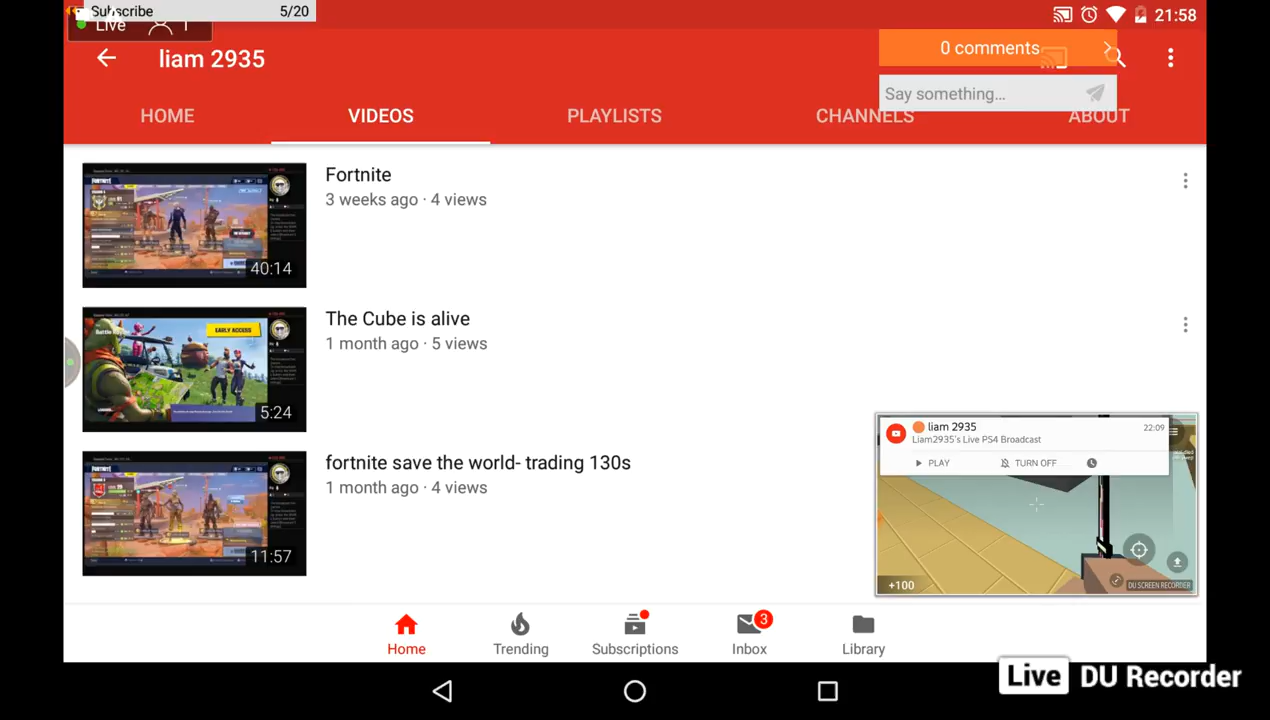 Subscribe 5/20
Live 1
21:58
liam 2935
0 comments
Say something...
HOME VIDEOS PLAYLISTS CHANNELS ABOUT
Fortnite
3 weeks ago · 4 views
40:14
The Cube is alive
1 month ago · 5 views
EARLY ACCESS
5:24
fortnite save the world- trading 130s
1 month ago · 4 views
11:57
liam 2935 22:09
Liam2935's Live PS4 Broadcast
PLAY TURN OFF
+100
DU SCREEN RECORDER
Home Trending Subscriptions Inbox 3 Library
Live DU Recorder